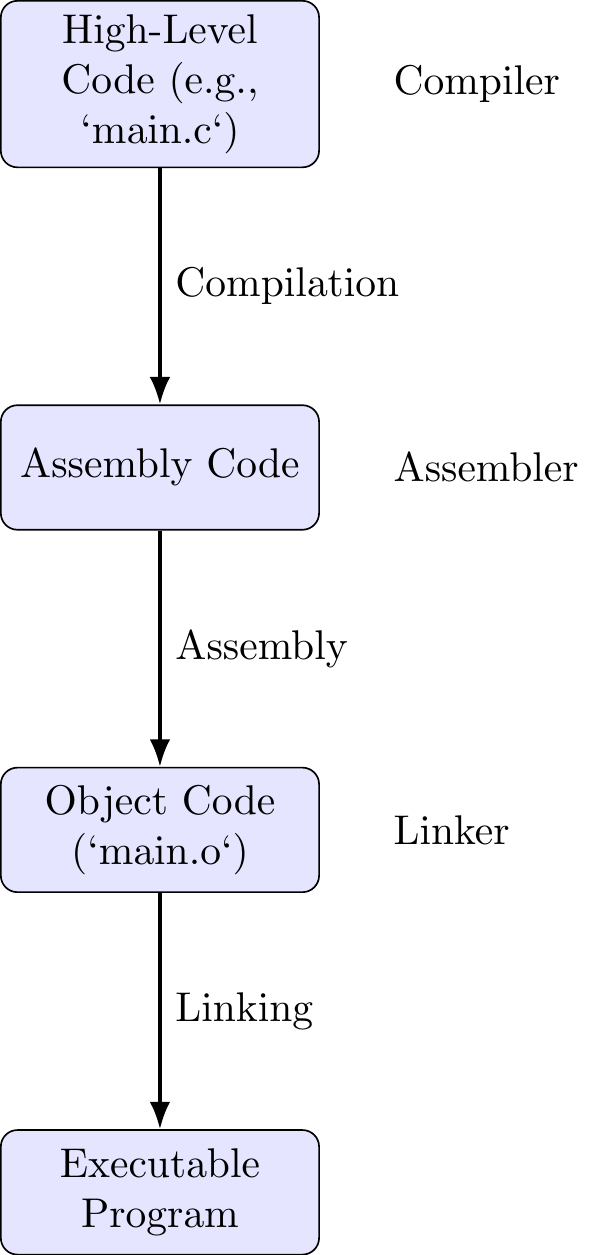 High-Level
Code (e.g.,
‘main.c‘)
Compiler
Compilation
Assembly Code
Assembler
Assembly
Object Code
(‘main.o‘)
Linker
Linking
Executable
Program